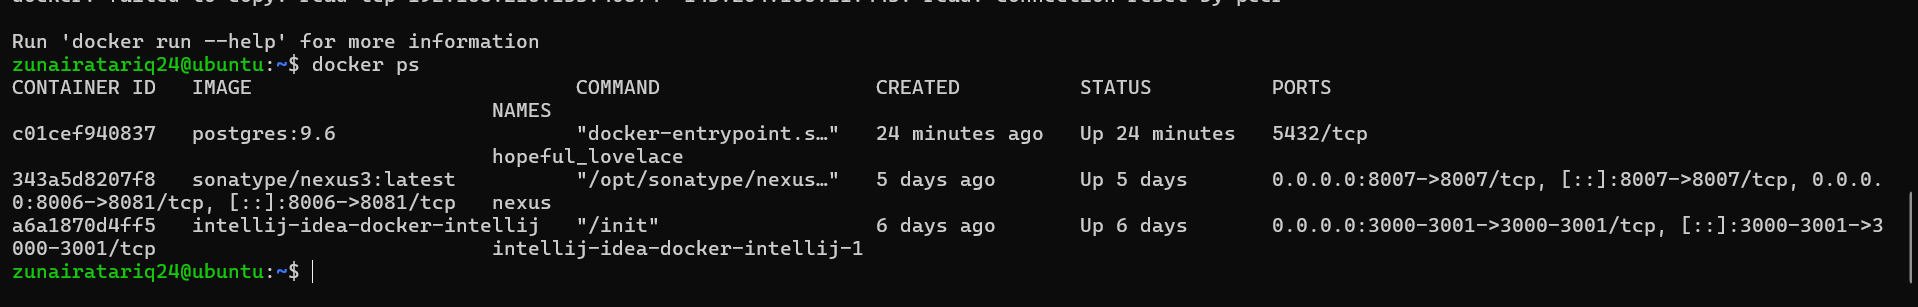 Run 'docker run --help' for more information
zunairatariq24@ubuntu:~$ docker ps
CONTAINER ID   IMAGE                           COMMAND                  CREATED          STATUS          PORTS
                                        NAMES
c01cef940837   postgres:9.6                    "docker-entrypoint.s…"   24 minutes ago   Up 24 minutes   5432/tcp
                                        hopeful_lovelace
343a5d8207f8   sonatype/nexus3:latest          "/opt/sonatype/nexus…"   5 days ago       Up 5 days       0.0.0.0:8007->8007/tcp, [::]:8007->8007/tcp, 0.0.0.
0:8006->8081/tcp, [::]:8006->8081/tcp   nexus
a6a1870d4ff5   intellij-idea-docker-intellij   "/init"                  6 days ago       Up 6 days       0.0.0.0:3000-3001->3000-3001/tcp, [::]:3000-3001->3
000-3001/tcp                            intellij-idea-docker-intellij-1
zunairatariq24@ubuntu:~$